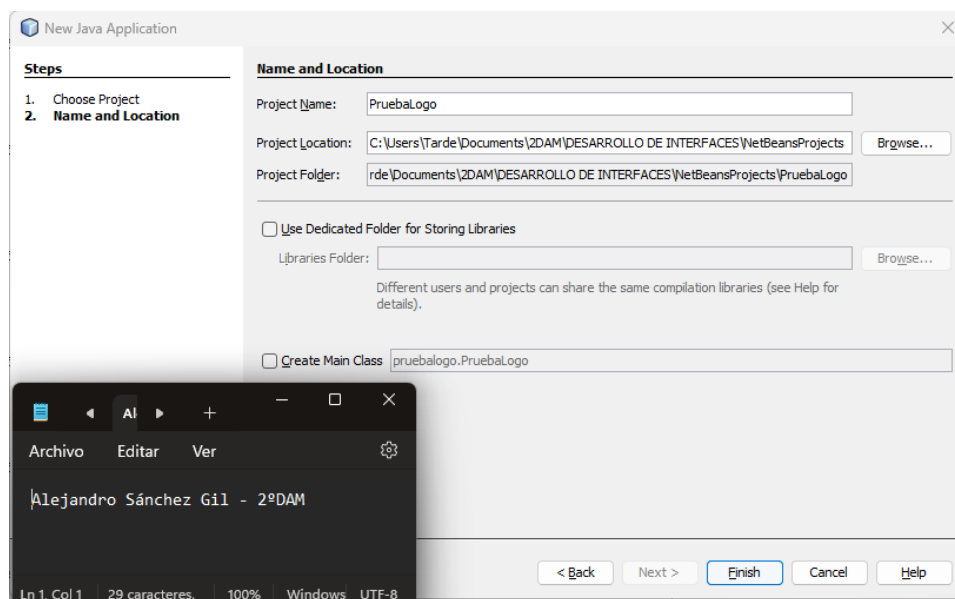 New Java Application
Steps
1. Choose Project
2. Name and Location
Name and Location
Project Name: PruebaLogo
Project Location: C:\Users\Tarde\Documents\2DAM\DESARROLLO DE INTERFACES\NetBeansProjects Browse...
Project Folder: rde\Documents\2DAM\DESARROLLO DE INTERFACES\NetBeansProjects\PruebaLogo
Use Dedicated Folder for Storing Libraries
Libraries Folder: Browse...
Different users and projects can share the same compilation libraries (see Help for
details).
Create Main Class pruebalogo.PruebaLogo
Al
Archivo Editar Ver
Alejandro Sánchez Gil - 2ºDAM
Ln 1, Col 1 29 caracteres. 100% Windows UTF-8
< Back Next > Finish Cancel Help